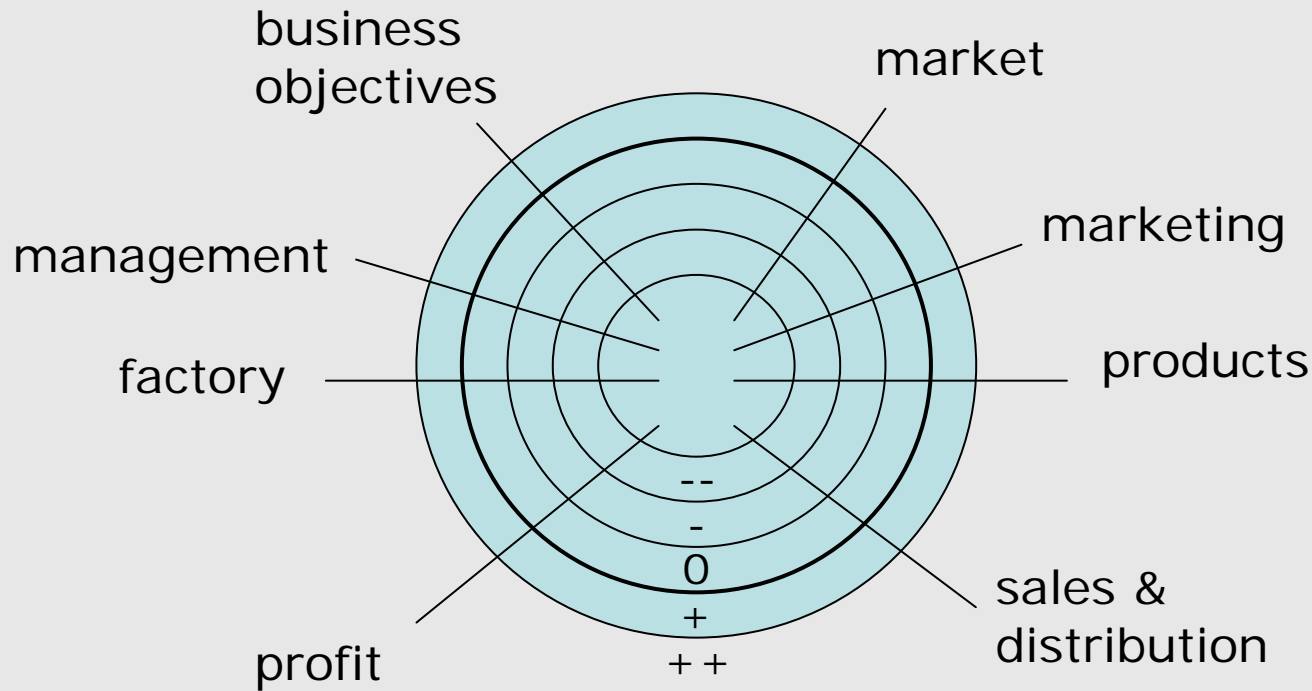 business
objectives
market
marketing
management
products
factory
--
-
0
+
++
sales &
distribution
profit